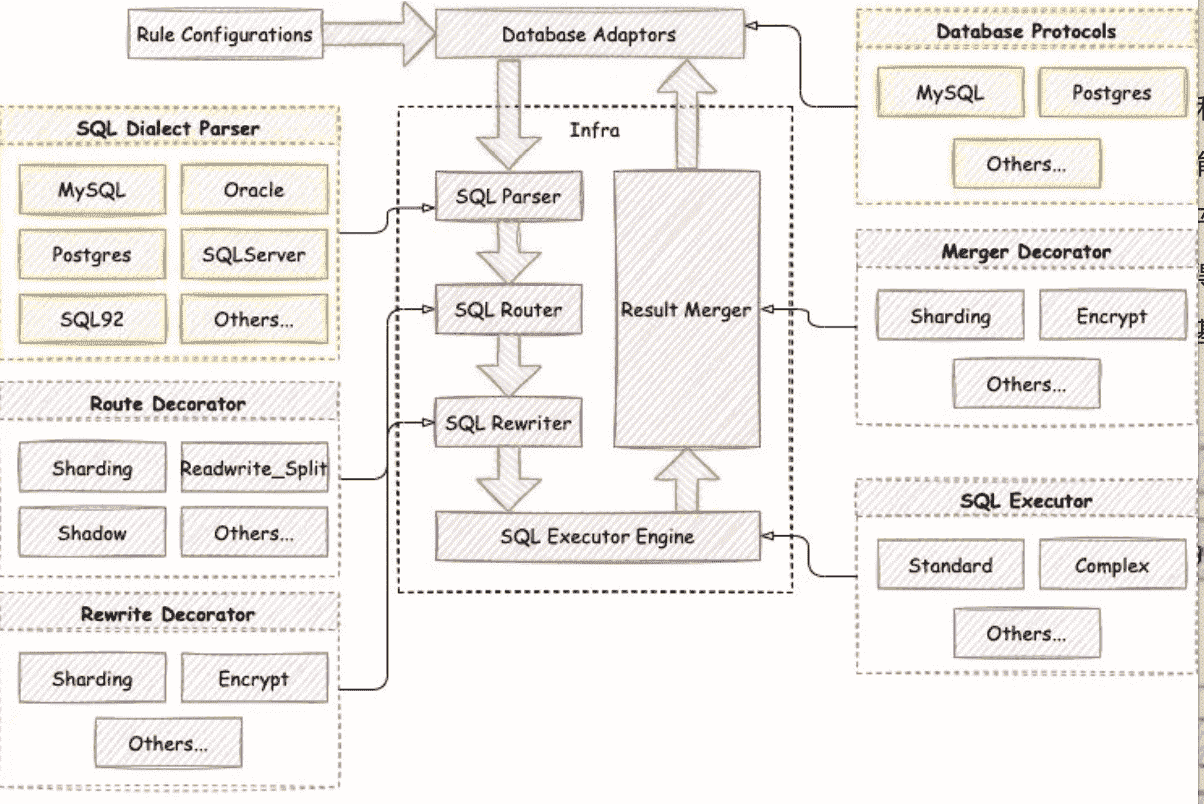 Rule Configurations
Database Adaptors
Database Protocols
MySQL
Postgres
Others...
SQL Dialect Parser
MySQL
Oracle
Postgres
SQLServer
SQL92
Others...
Infra
SQL Parser
SQL Router
SQL Rewriter
Result Merger
SQL Executor Engine
Merger Decorator
Sharding
Encrypt
Others...
Route Decorator
Sharding
Readwrite_Split
Shadow
Others...
SQL Executor
Standard
Complex
Others...
Rewrite Decorator
Sharding
Encrypt
Others...